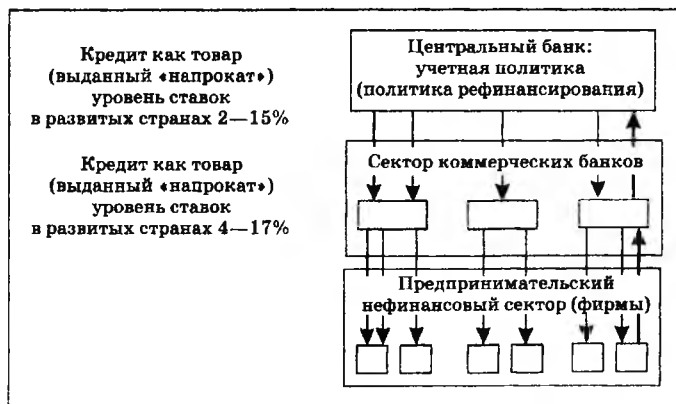 Кредит как товар
(выданный «напрокат»)
уровень ставок
в развитых странах 2—15%
Кредит как товар
(выданный «напрокат»)
уровень ставок
в развитых странах 4—17%
Центральный банк:
учетная политика
(политика рефинансирования)
Сектор коммерческих банков
Предпринимательский
нефинансовый сектор (фирмы)